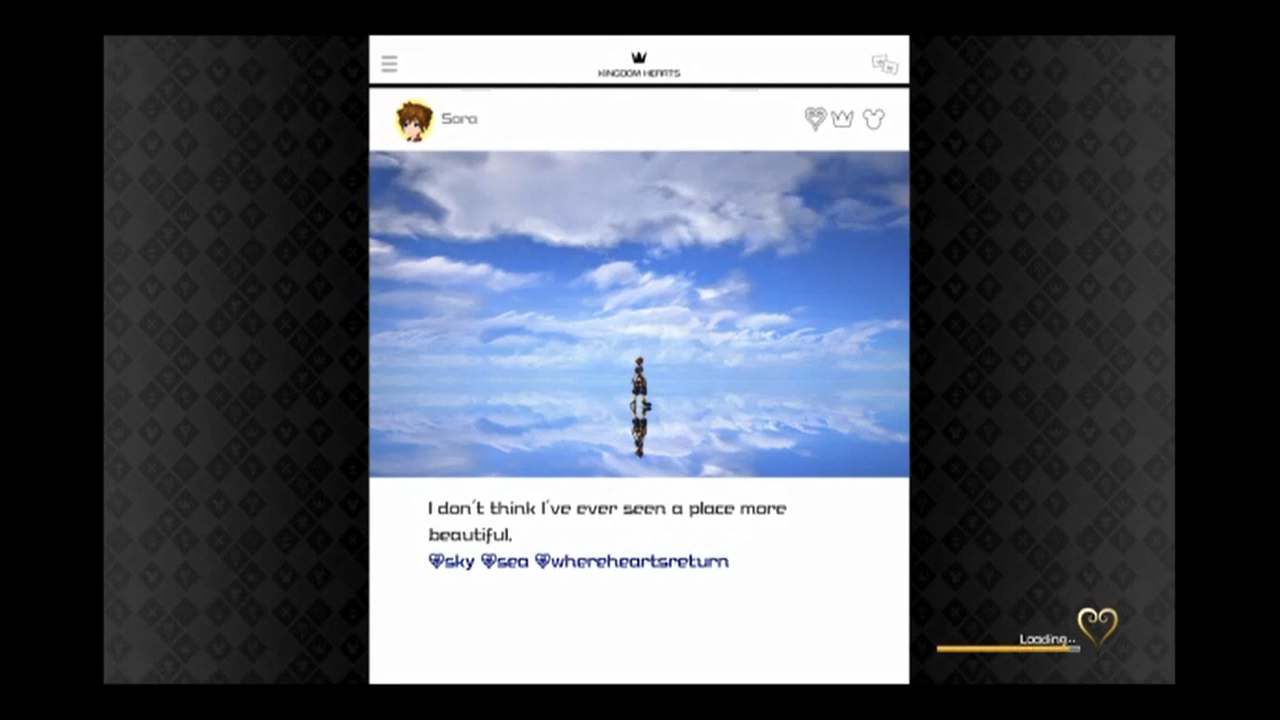 KINGDOM HEARTS
Sora
I don't think I've ever seen a place more
beautiful.
sky sea whereheartsreturn
Loading..